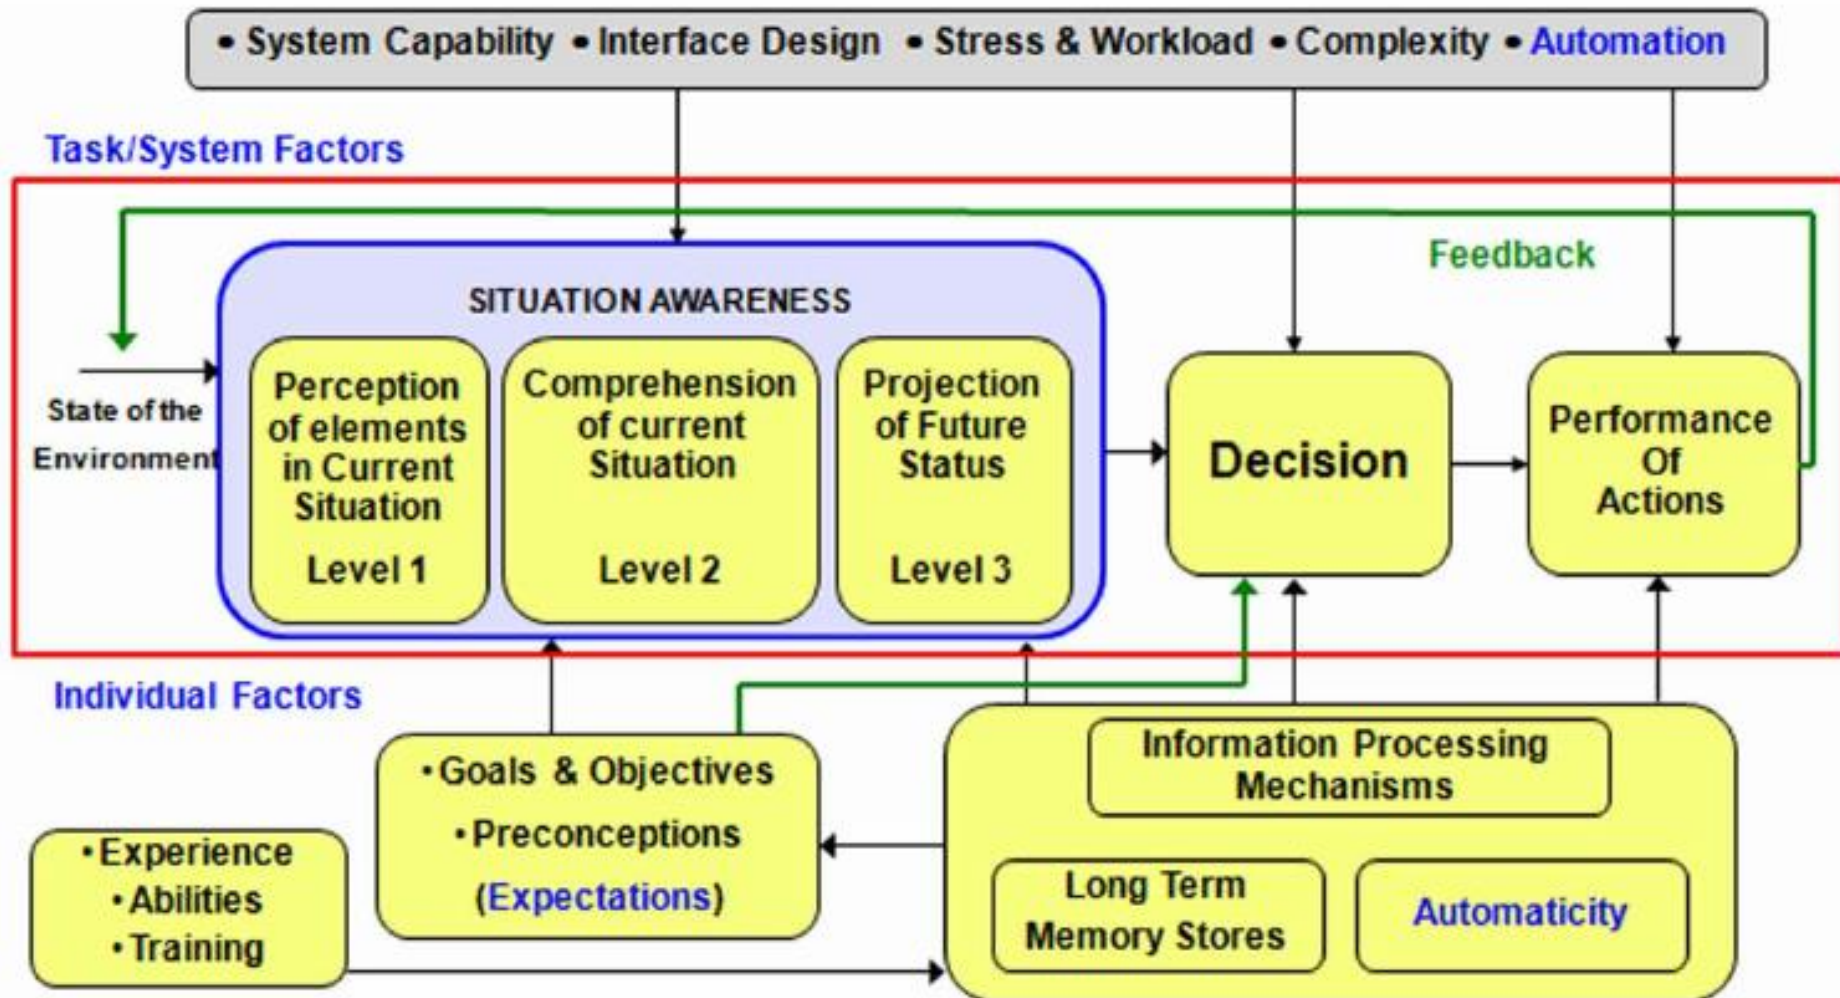 • System Capability • Interface Design • Stress & Workload • Complexity • Automation
Task/System Factors
Feedback
SITUATION AWARENESS
State of the
Environment
Perception
of elements
in Current
Situation
Level 1
Comprehension
of current
Situation
Level 2
Projection
of Future
Status
Level 3
Decision
Performance
Of
Actions
Individual Factors
• Goals & Objectives
• Preconceptions
(Expectations)
• Experience
• Abilities
• Training
Information Processing
Mechanisms
Long Term
Memory Stores
Automaticity